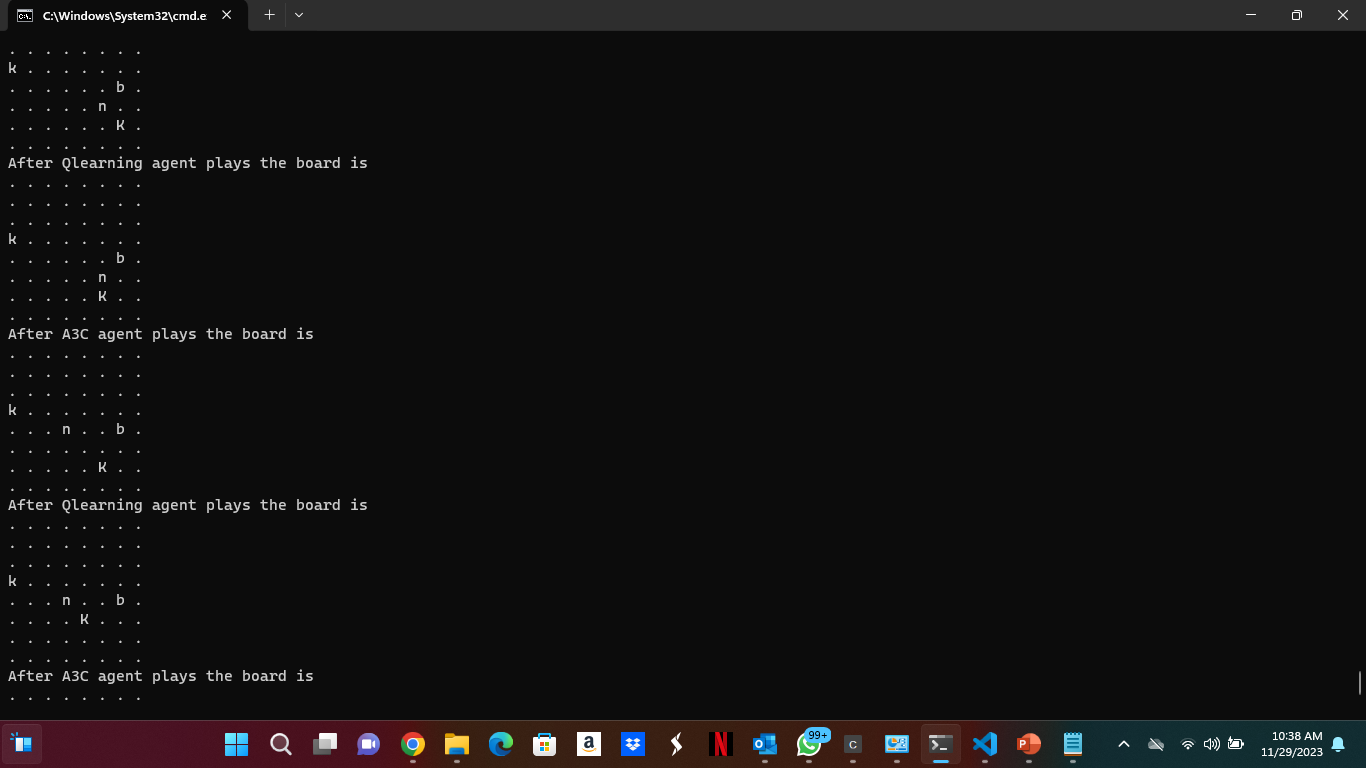 C:\Windows\System32\cmd.e
. . . . . . . .
k . . . . . . .
. . . . . . b .
. . . . . n . .
. . . . . . K .
. . . . . . . .
After Qlearning agent plays the board is
. . . . . . . .
. . . . . . . .
. . . . . . . .
k . . . . . . .
. . . . . . b .
. . . . . n . .
. . . . . K . .
. . . . . . . .
After A3C agent plays the board is
. . . . . . . .
. . . . . . . .
. . . . . . . .
k . . . . . . .
. . . n . . b .
. . . . . . . .
. . . . . K . .
. . . . . . . .
After Qlearning agent plays the board is
. . . . . . . .
. . . . . . . .
. . . . . . . .
k . . . . . . .
. . . n . . b .
. . . . K . . .
. . . . . . . .
. . . . . . . .
After A3C agent plays the board is
. . . . . . . .
99+
10:38 AM
11/29/2023